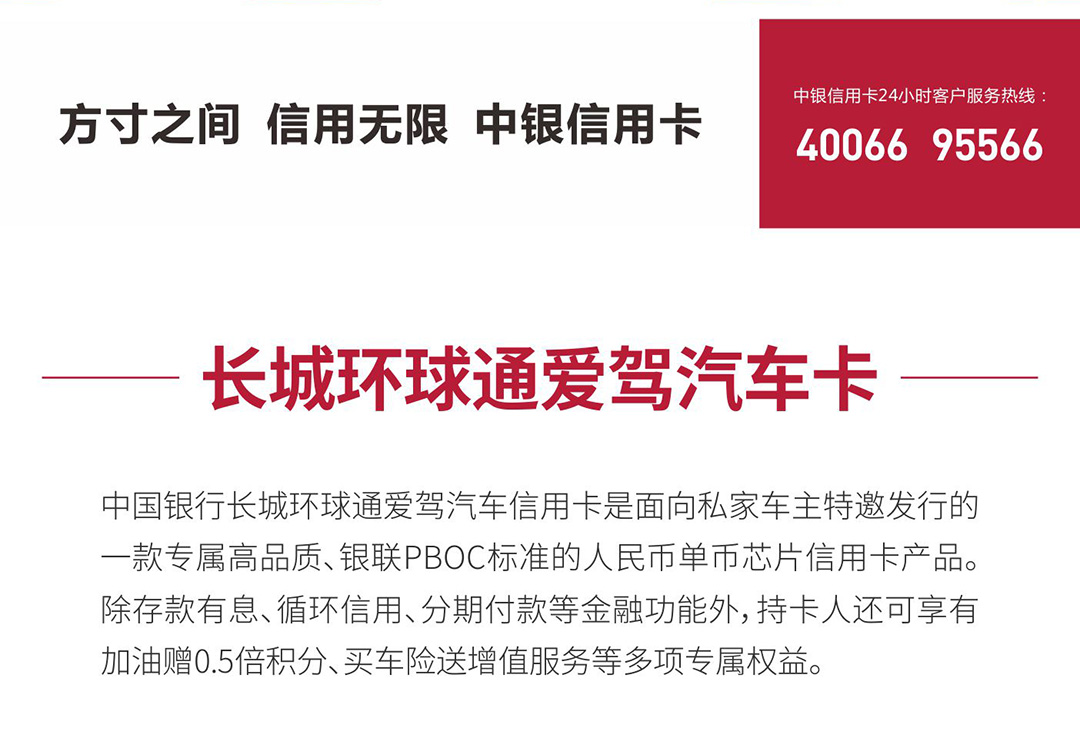 方寸之间 信用无限 中银信用卡
中银信用卡24小时客户服务热线：
40066 95566
长城环球通爱驾汽车卡
中国银行长城环球通爱驾汽车信用卡是面向私家车主特邀发行的
一款专属高品质、银联PBOC标准的人民币单币芯片信用卡产品。
除存款有息、循环信用、分期付款等金融功能外，持卡人还可享有
加油赠0.5倍积分、买车险送增值服务等多项专属权益。